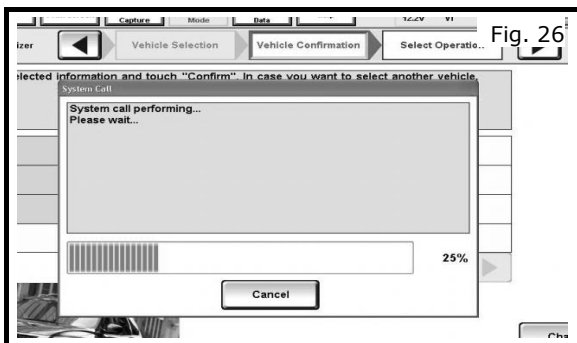 Capture Mode Data 12.2V VI
Fig. 26
izer Vehicle Selection Vehicle Confirmation Select Operatio..
elected information and touch "Confirm". In case you want to select another vehicle,
System Call
System call performing...
Please wait...
25%
Cancel
Cha